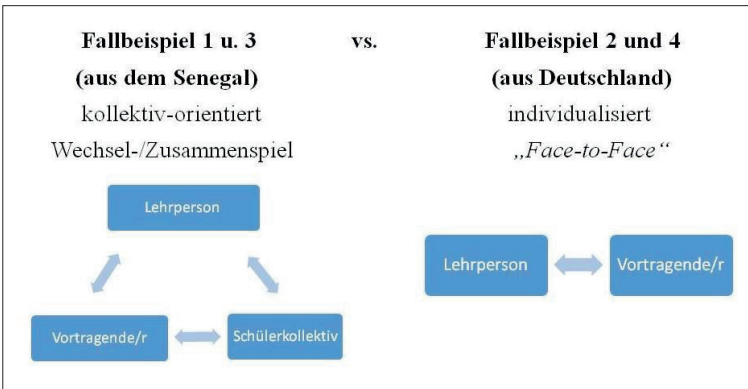 Fallbeispiel 1 u. 3 vs. Fallbeispiel 2 und 4
(aus dem Senegal) (aus Deutschland)
kollektiv-orientiert individualisiert
Wechsel-/Zusammenspiel „Face-to-Face“
Lehrperson
Lehrperson Vortragende/r
Vortragende/r Schülerkollektiv